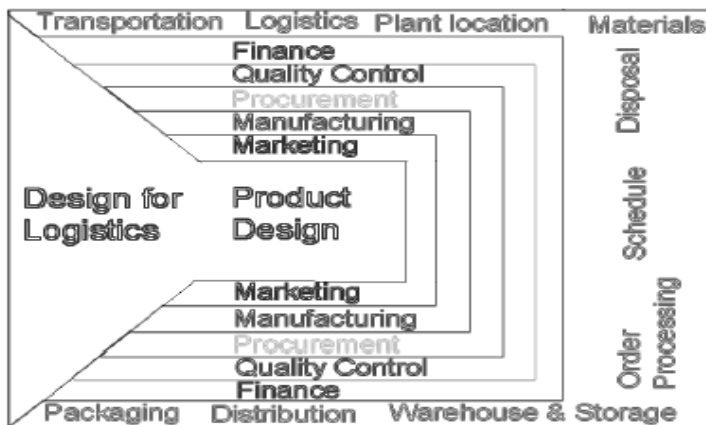 Transportation Logistics Plant location Materials
Finance
Quality Control
Procurement
Manufacturing
Marketing
Disposal
Design for
Logistics
Product
Design
Schedule
Marketing
Manufacturing
Procurement
Quality Control
Finance
Order
Processing
Packaging Distribution Warehouse & Storage